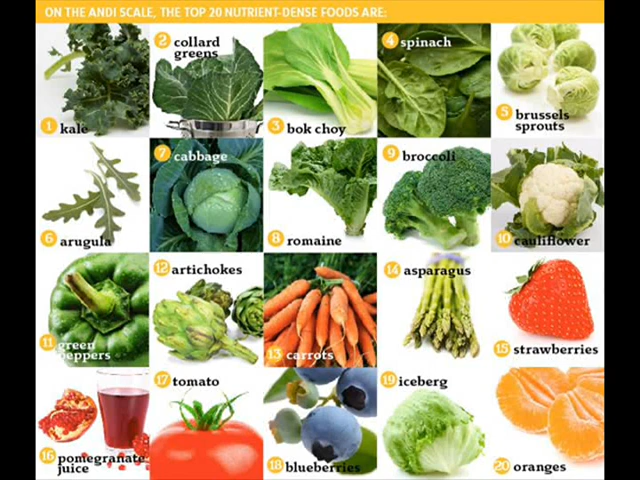 ON THE ANDI SCALE, THE TOP 20 NUTRIENT-DENSE FOODS ARE:
1 kale
2 collard
greens
3 bok choy
4 spinach
5 brussels
sprouts
6 arugula
7 cabbage
8 romaine
9 broccoli
10 cauliflower
11 green
peppers
12 artichokes
13 carrots
14 asparagus
15 strawberries
16 pomegranate
juice
17 tomato
18 blueberries
19 iceberg
20 oranges